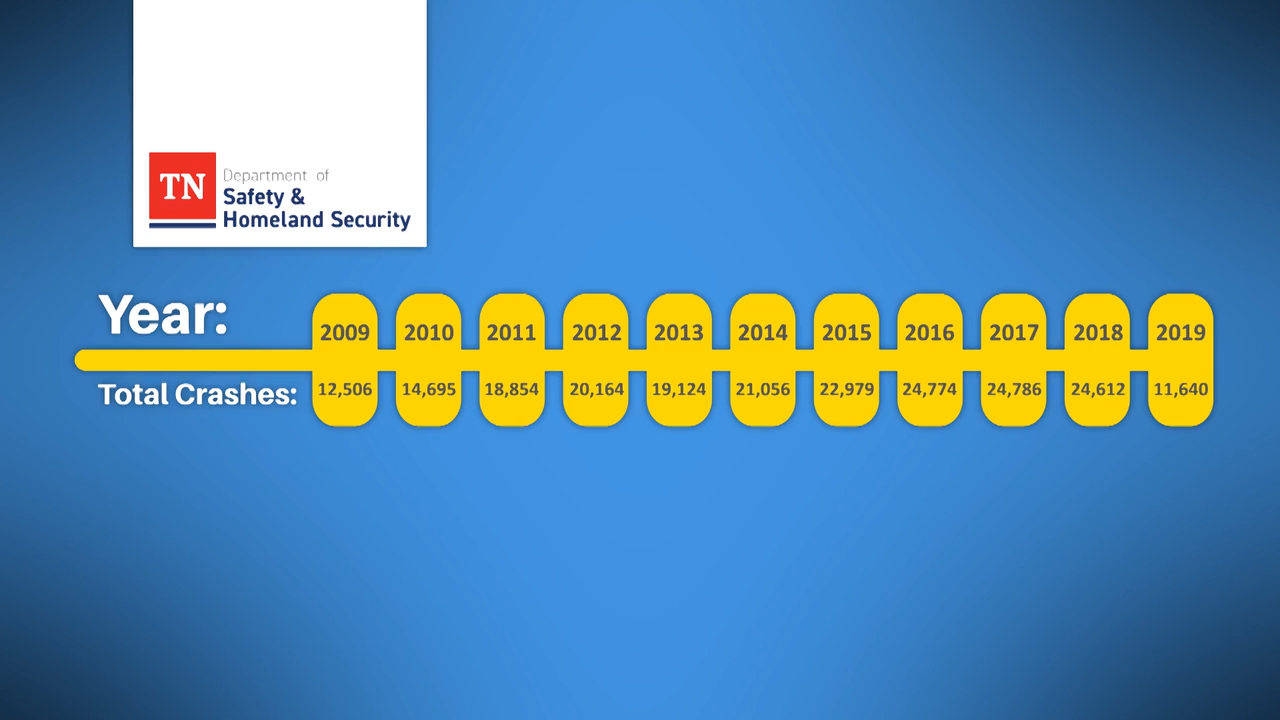 TN
Department of
Safety &
Homeland Security
Year:
2009 2010 2011 2012 2013 2014 2015 2016 2017 2018 2019
Total Crashes:
12,506 14,695 18,854 20,164 19,124 21,056 22,979 24,774 24,786 24,612 11,640